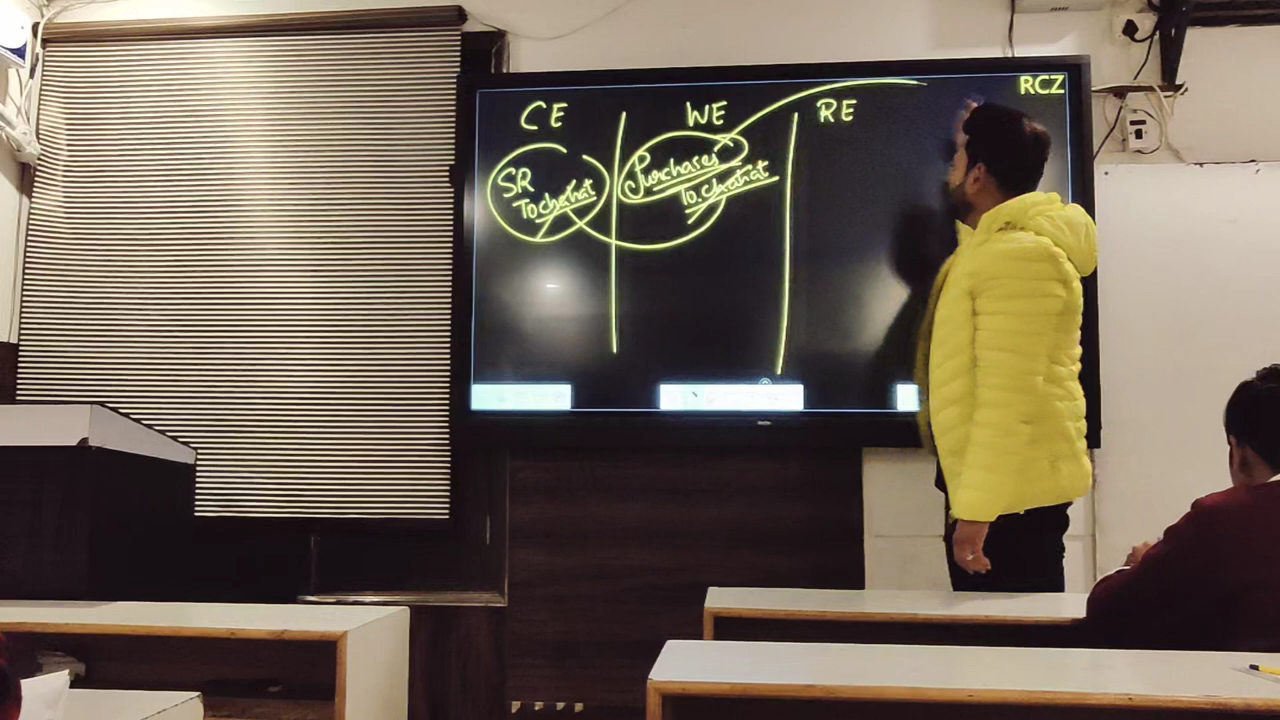 RCZ
CE WE RE
SR
To chahat
Purchases
To. chahat